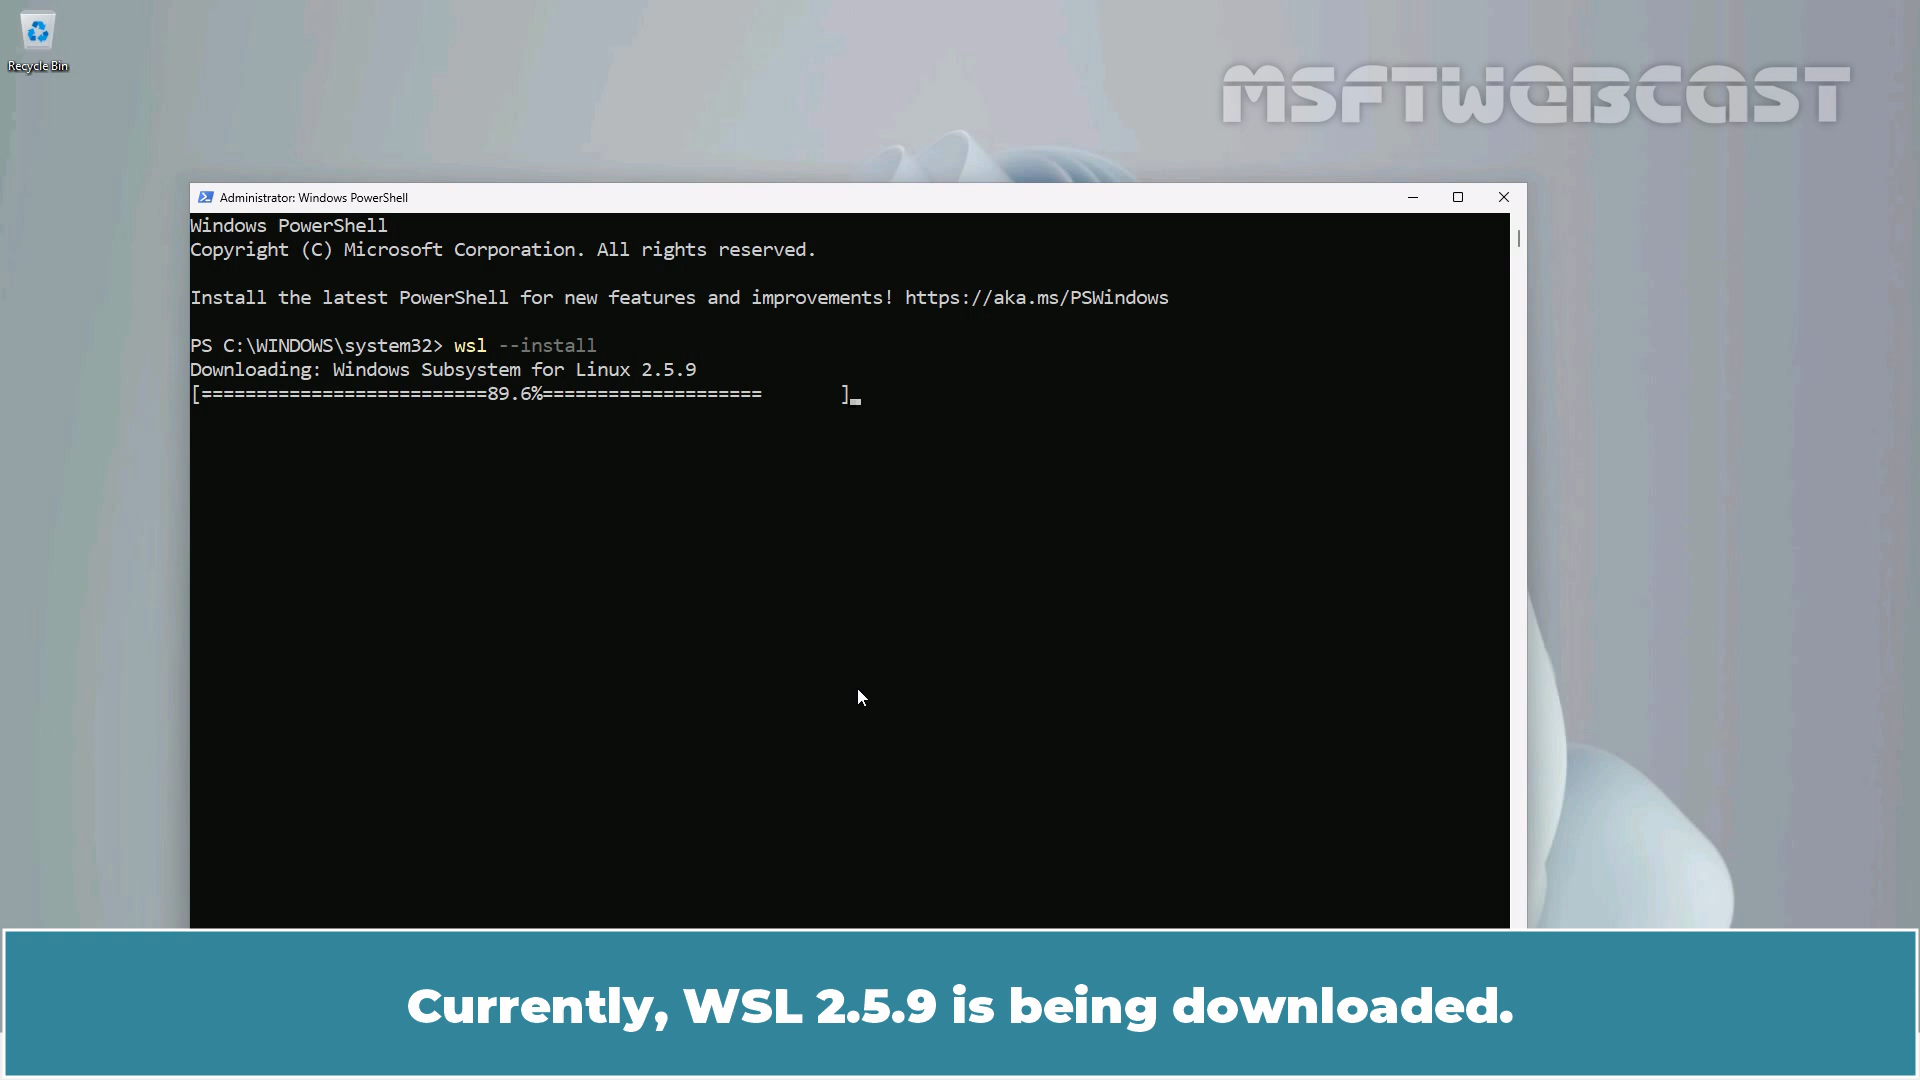 Recycle Bin
MSFTWEBCAST
Administrator: Windows PowerShell
Windows PowerShell
Copyright (C) Microsoft Corporation. All rights reserved.
Install the latest PowerShell for new features and improvements! https://aka.ms/PSWindows
PS C:\WINDOWS\system32> wsl --install
Downloading: Windows Subsystem for Linux 2.5.9
[==========================89.6%====================       ]_
Currently, WSL 2.5.9 is being downloaded.